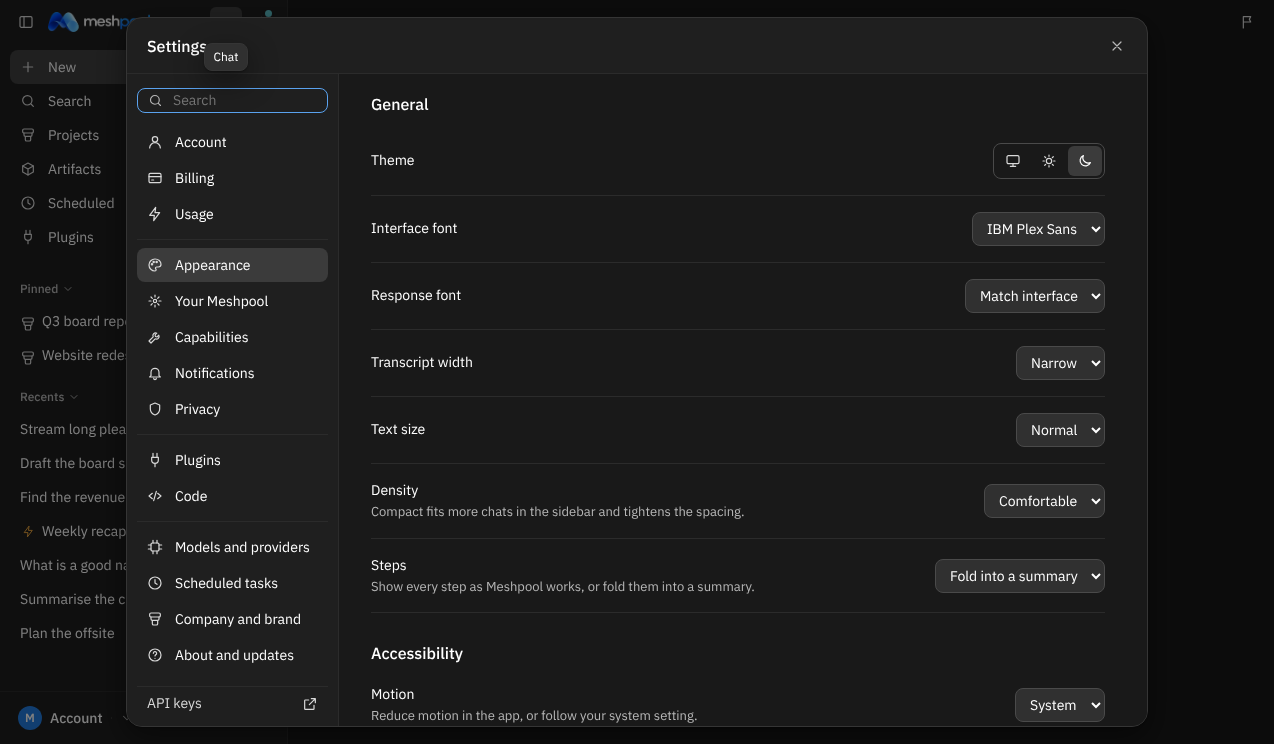 Settings
Chat
New
Search
Projects
Artifacts
Scheduled
Plugins
Pinned
Q3 board
Website
Recents
Stream long
Draft the board
Find the revenue
Weekly recap
What is a good
Summarise the
Plan the offsite
M Account
Search
Account
Billing
Usage
Appearance
Your Meshpool
Capabilities
Notifications
Privacy
Plugins
Code
Models and providers
Scheduled tasks
Company and brand
About and updates
API keys
General
Theme
Interface font
IBM Plex Sans
Response font
Match interface
Transcript width
Narrow
Text size
Normal
Density
Compact fits more chats in the sidebar and tightens the spacing.
Comfortable
Steps
Show every step as Meshpool works, or fold them into a summary.
Fold into a summary
Accessibility
Motion
Reduce motion in the app, or follow your system setting.
System